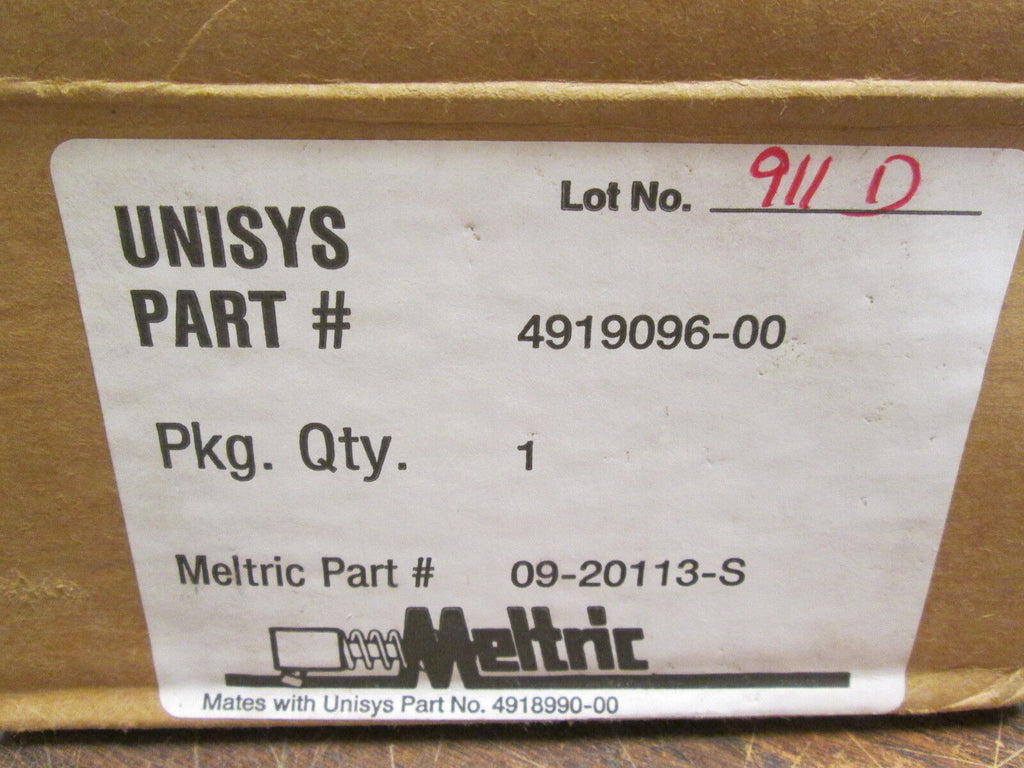 Lot No. 911 D
UNISYS
PART # 4919096-00
Pkg. Qty. 1
Meltric Part # 09-20113-S
Meltric
Mates with Unisys Part No. 4918990-00